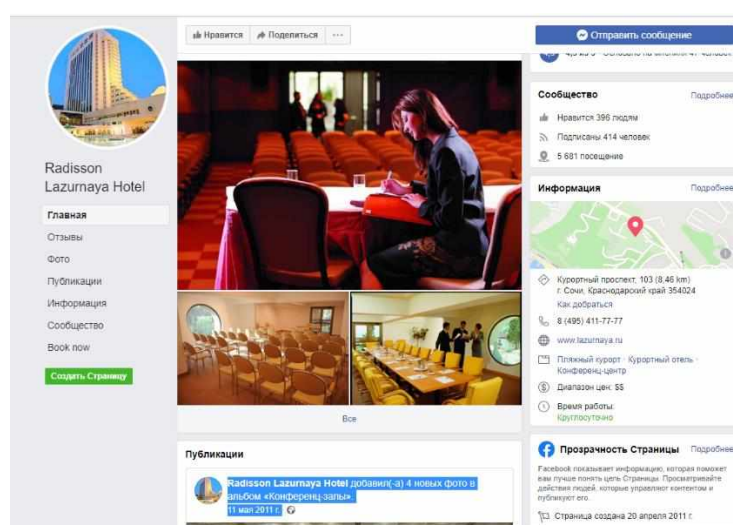 Нравится
Поделиться
Отправить сообщение
Radisson
Lazurnaya Hotel
Главная
Отзывы
Фото
Публикации
Информация
Сообщество
Book now
Создать Страницу
Все
Публикации
Radisson Lazurnaya Hotel добавил(-а) 4 новых фото в
альбом «Конференц-залы».
11 мая 2011 г.
Сообщество
Подробнее
Нравится 396 людям
Подписаны 414 человек
5 681 посещение
Информация
Подробнее
Курортный проспект, 103 (8,46 km)
г. Сочи, Краснодарский край 354024
Как добраться
8 (495) 411-77-77
www.lazurnaya.ru
Пляжный курорт · Курортный отель ·
Конференц-центр
Диапазон цен: $$
Время работы:
Круглосуточно
Прозрачность Страницы
Подробнее
Facebook показывает информацию, которая поможет
вам лучше понять цель Страницы. Просматривайте
действия людей, которые управляют контентом и
публикуют его.
Страница создана 20 апреля 2011 г.